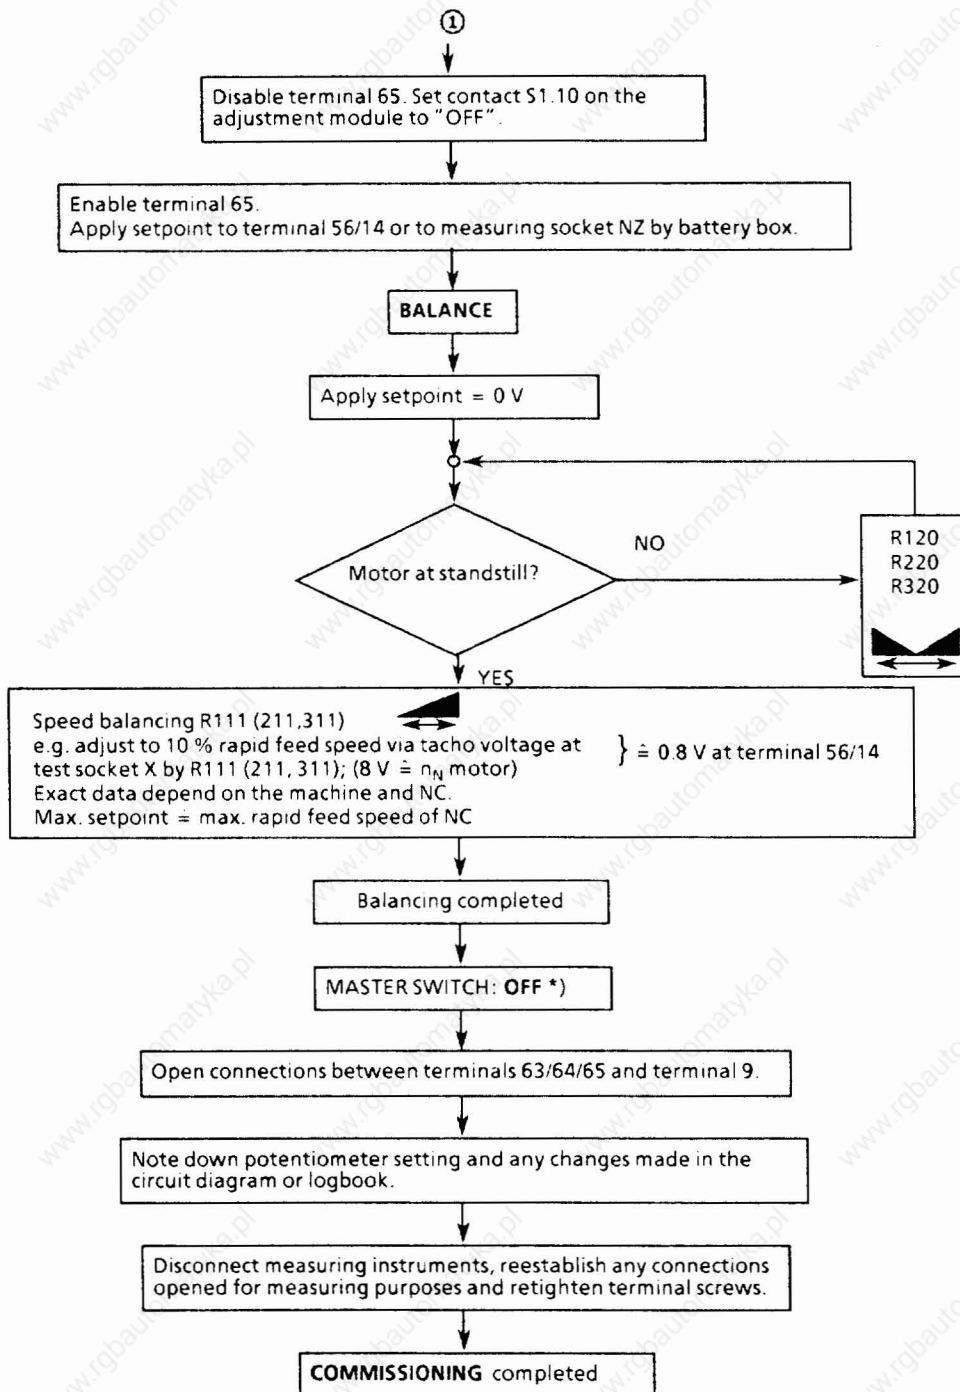 ①
Disable terminal 65. Set contact S1.10 on the
adjustment module to "OFF".
Enable terminal 65.
Apply setpoint to terminal 56/14 or to measuring socket NZ by battery box.
BALANCE
Apply setpoint = 0 V
Motor at standstill?
NO
R120
R220
R320
YES
Speed balancing R111 (211,311)
e.g. adjust to 10 % rapid feed speed via tacho voltage at
test socket X by R111 (211, 311); (8 V ≙ nN motor)
} ≙ 0.8 V at terminal 56/14
Exact data depend on the machine and NC.
Max. setpoint ≙ max. rapid feed speed of NC
Balancing completed
MASTER SWITCH: OFF *)
Open connections between terminals 63/64/65 and terminal 9.
Note down potentiometer setting and any changes made in the
circuit diagram or logbook.
Disconnect measuring instruments, reestablish any connections
opened for measuring purposes and retighten terminal screws.
COMMISSIONING completed
www.rgbautomatyka.pl